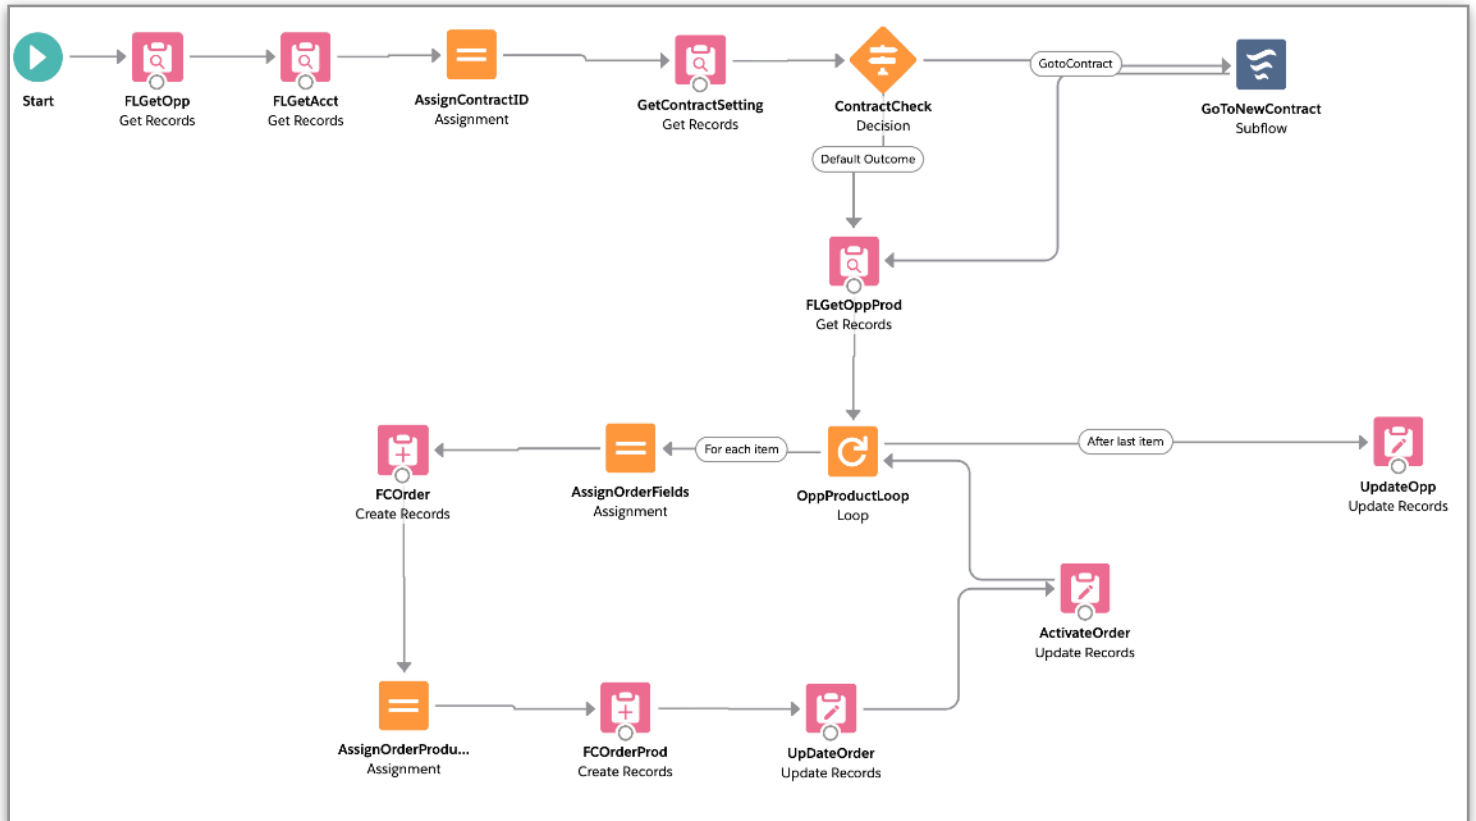 Start
FLGetOpp
Get Records
FLGetAcct
Get Records
AssignContractID
Assignment
GetContractSetting
Get Records
ContractCheck
Decision
GotoContract
GoToNewContract
Subflow
Default Outcome
FLGetOppProd
Get Records
FCOrder
Create Records
AssignOrderFields
Assignment
For each item
OppProductLoop
Loop
After last item
UpdateOpp
Update Records
ActivateOrder
Update Records
AssignOrderProdu...
Assignment
FCOrderProd
Create Records
UpDateOrder
Update Records